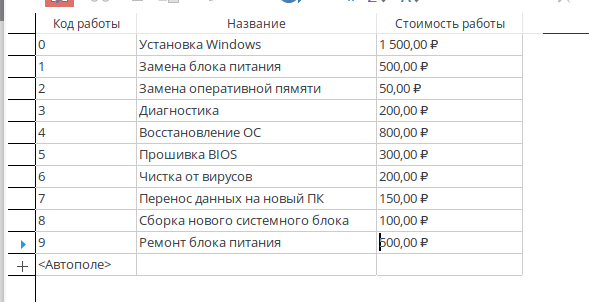 Код работы Название Стоимость работы
0 Установка Windows 1 500,00 ₽
1 Замена блока питания 500,00 ₽
2 Замена оперативной пямяти 50,00 ₽
3 Диагностика 200,00 ₽
4 Восстановление ОС 800,00 ₽
5 Прошивка BIOS 300,00 ₽
6 Чистка от вирусов 200,00 ₽
7 Перенос данных на новый ПК 150,00 ₽
8 Сборка нового системного блока 100,00 ₽
9 Ремонт блока питания 600,00 ₽
<Автополе>